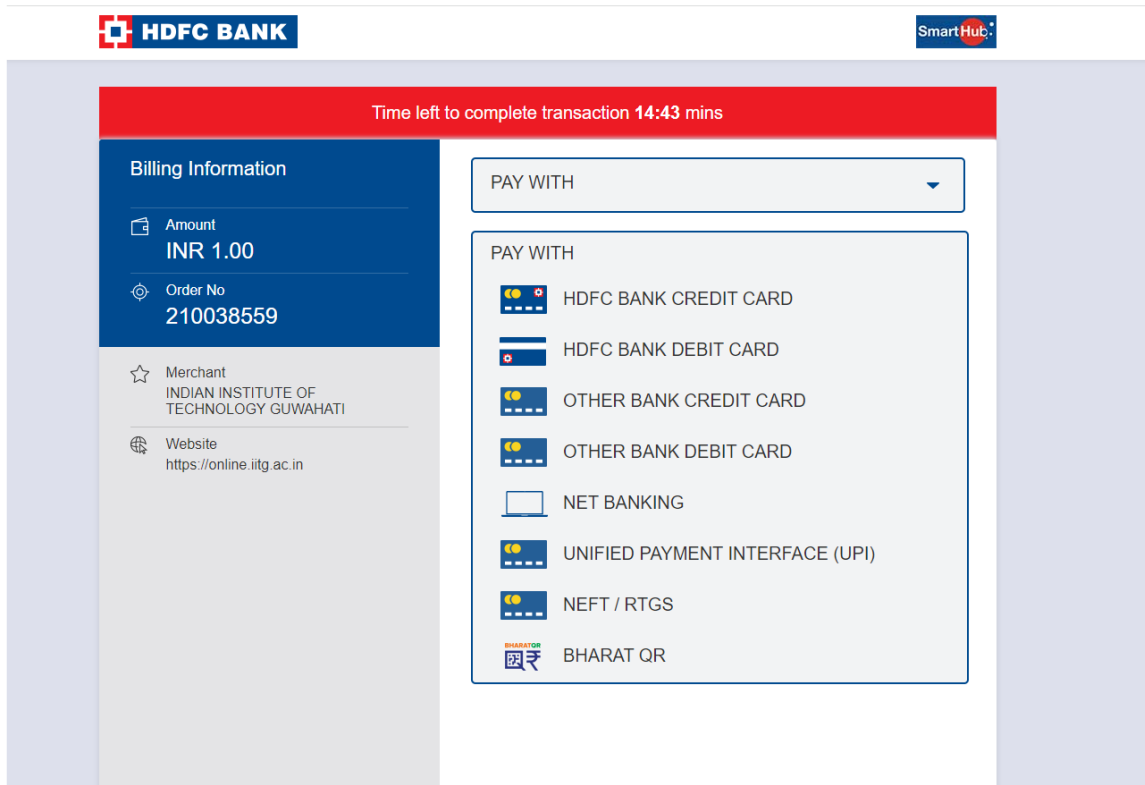 HDFC BANK
SmartHub
Time left to complete transaction 14:43 mins
Billing Information
Amount
INR 1.00
Order No
210038559
Merchant
INDIAN INSTITUTE OF
TECHNOLOGY GUWAHATI
Website
https://online.iitg.ac.in
PAY WITH
PAY WITH
HDFC BANK CREDIT CARD
HDFC BANK DEBIT CARD
OTHER BANK CREDIT CARD
OTHER BANK DEBIT CARD
NET BANKING
UNIFIED PAYMENT INTERFACE (UPI)
NEFT / RTGS
BHARATQR
BHARAT QR